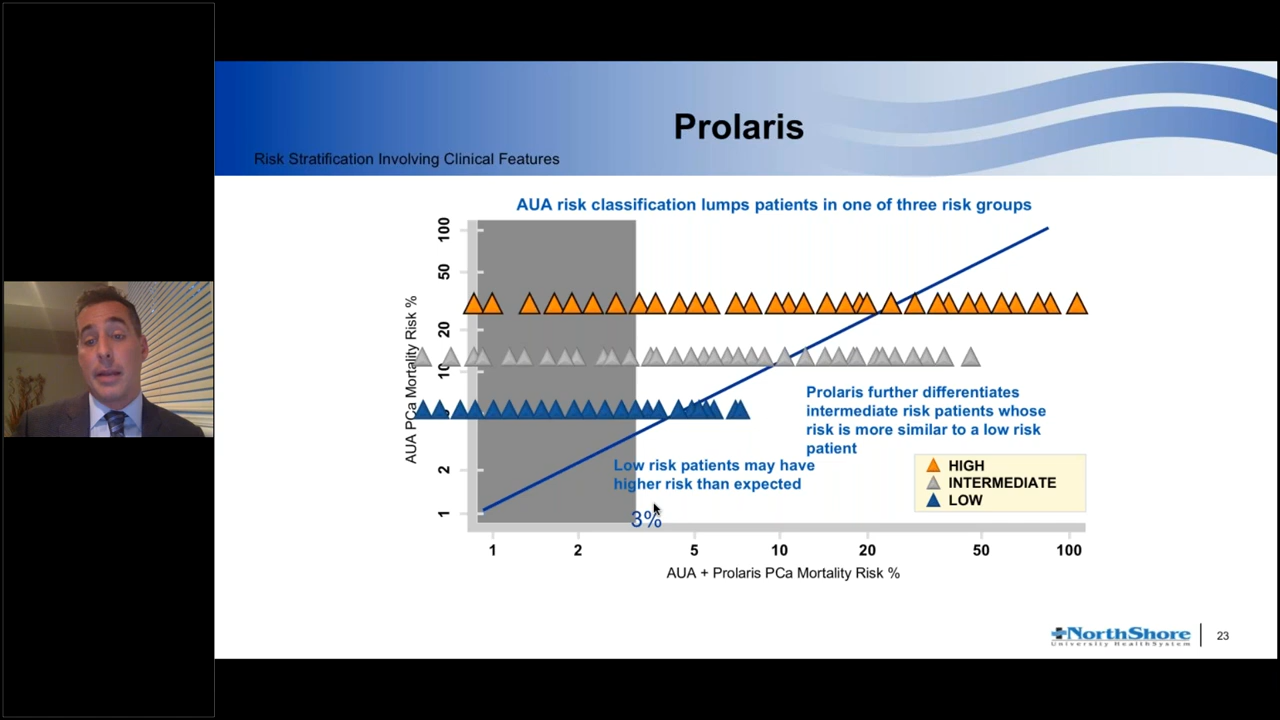 Prolaris
Risk Stratification Involving Clinical Features
AUA risk classification lumps patients in one of three risk groups
AUA PCa Mortality Risk %
100
50
20
10
2
1
Prolaris further differentiates
intermediate risk patients whose
risk is more similar to a low risk
patient
Low risk patients may have
higher risk than expected
3%
HIGH
INTERMEDIATE
LOW
1 2 5 10 20 50 100
AUA + Prolaris PCa Mortality Risk %
NorthShore
University HealthSystem
23